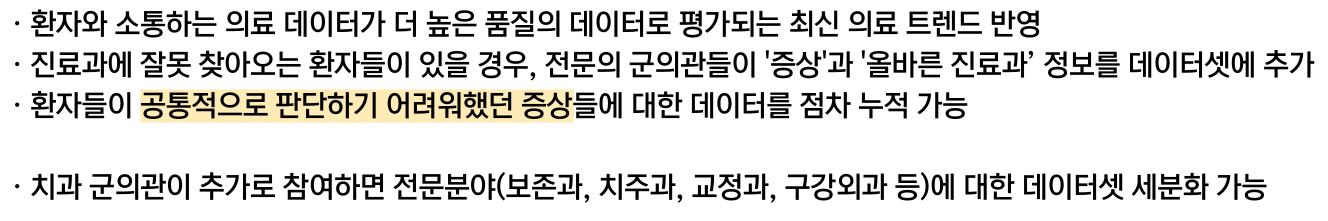 · 환자와 소통하는 의료 데이터가 더 높은 품질의 데이터로 평가되는 최신 의료 트렌드 반영
· 진료과에 잘못 찾아오는 환자들이 있을 경우, 전문의 군의관들이 '증상'과 '올바른 진료과’ 정보를 데이터셋에 추가
· 환자들이 공통적으로 판단하기 어려워했던 증상들에 대한 데이터를 점차 누적 가능
· 치과 군의관이 추가로 참여하면 전문분야(보존과, 치주과, 교정과, 구강외과 등)에 대한 데이터셋 세분화 가능